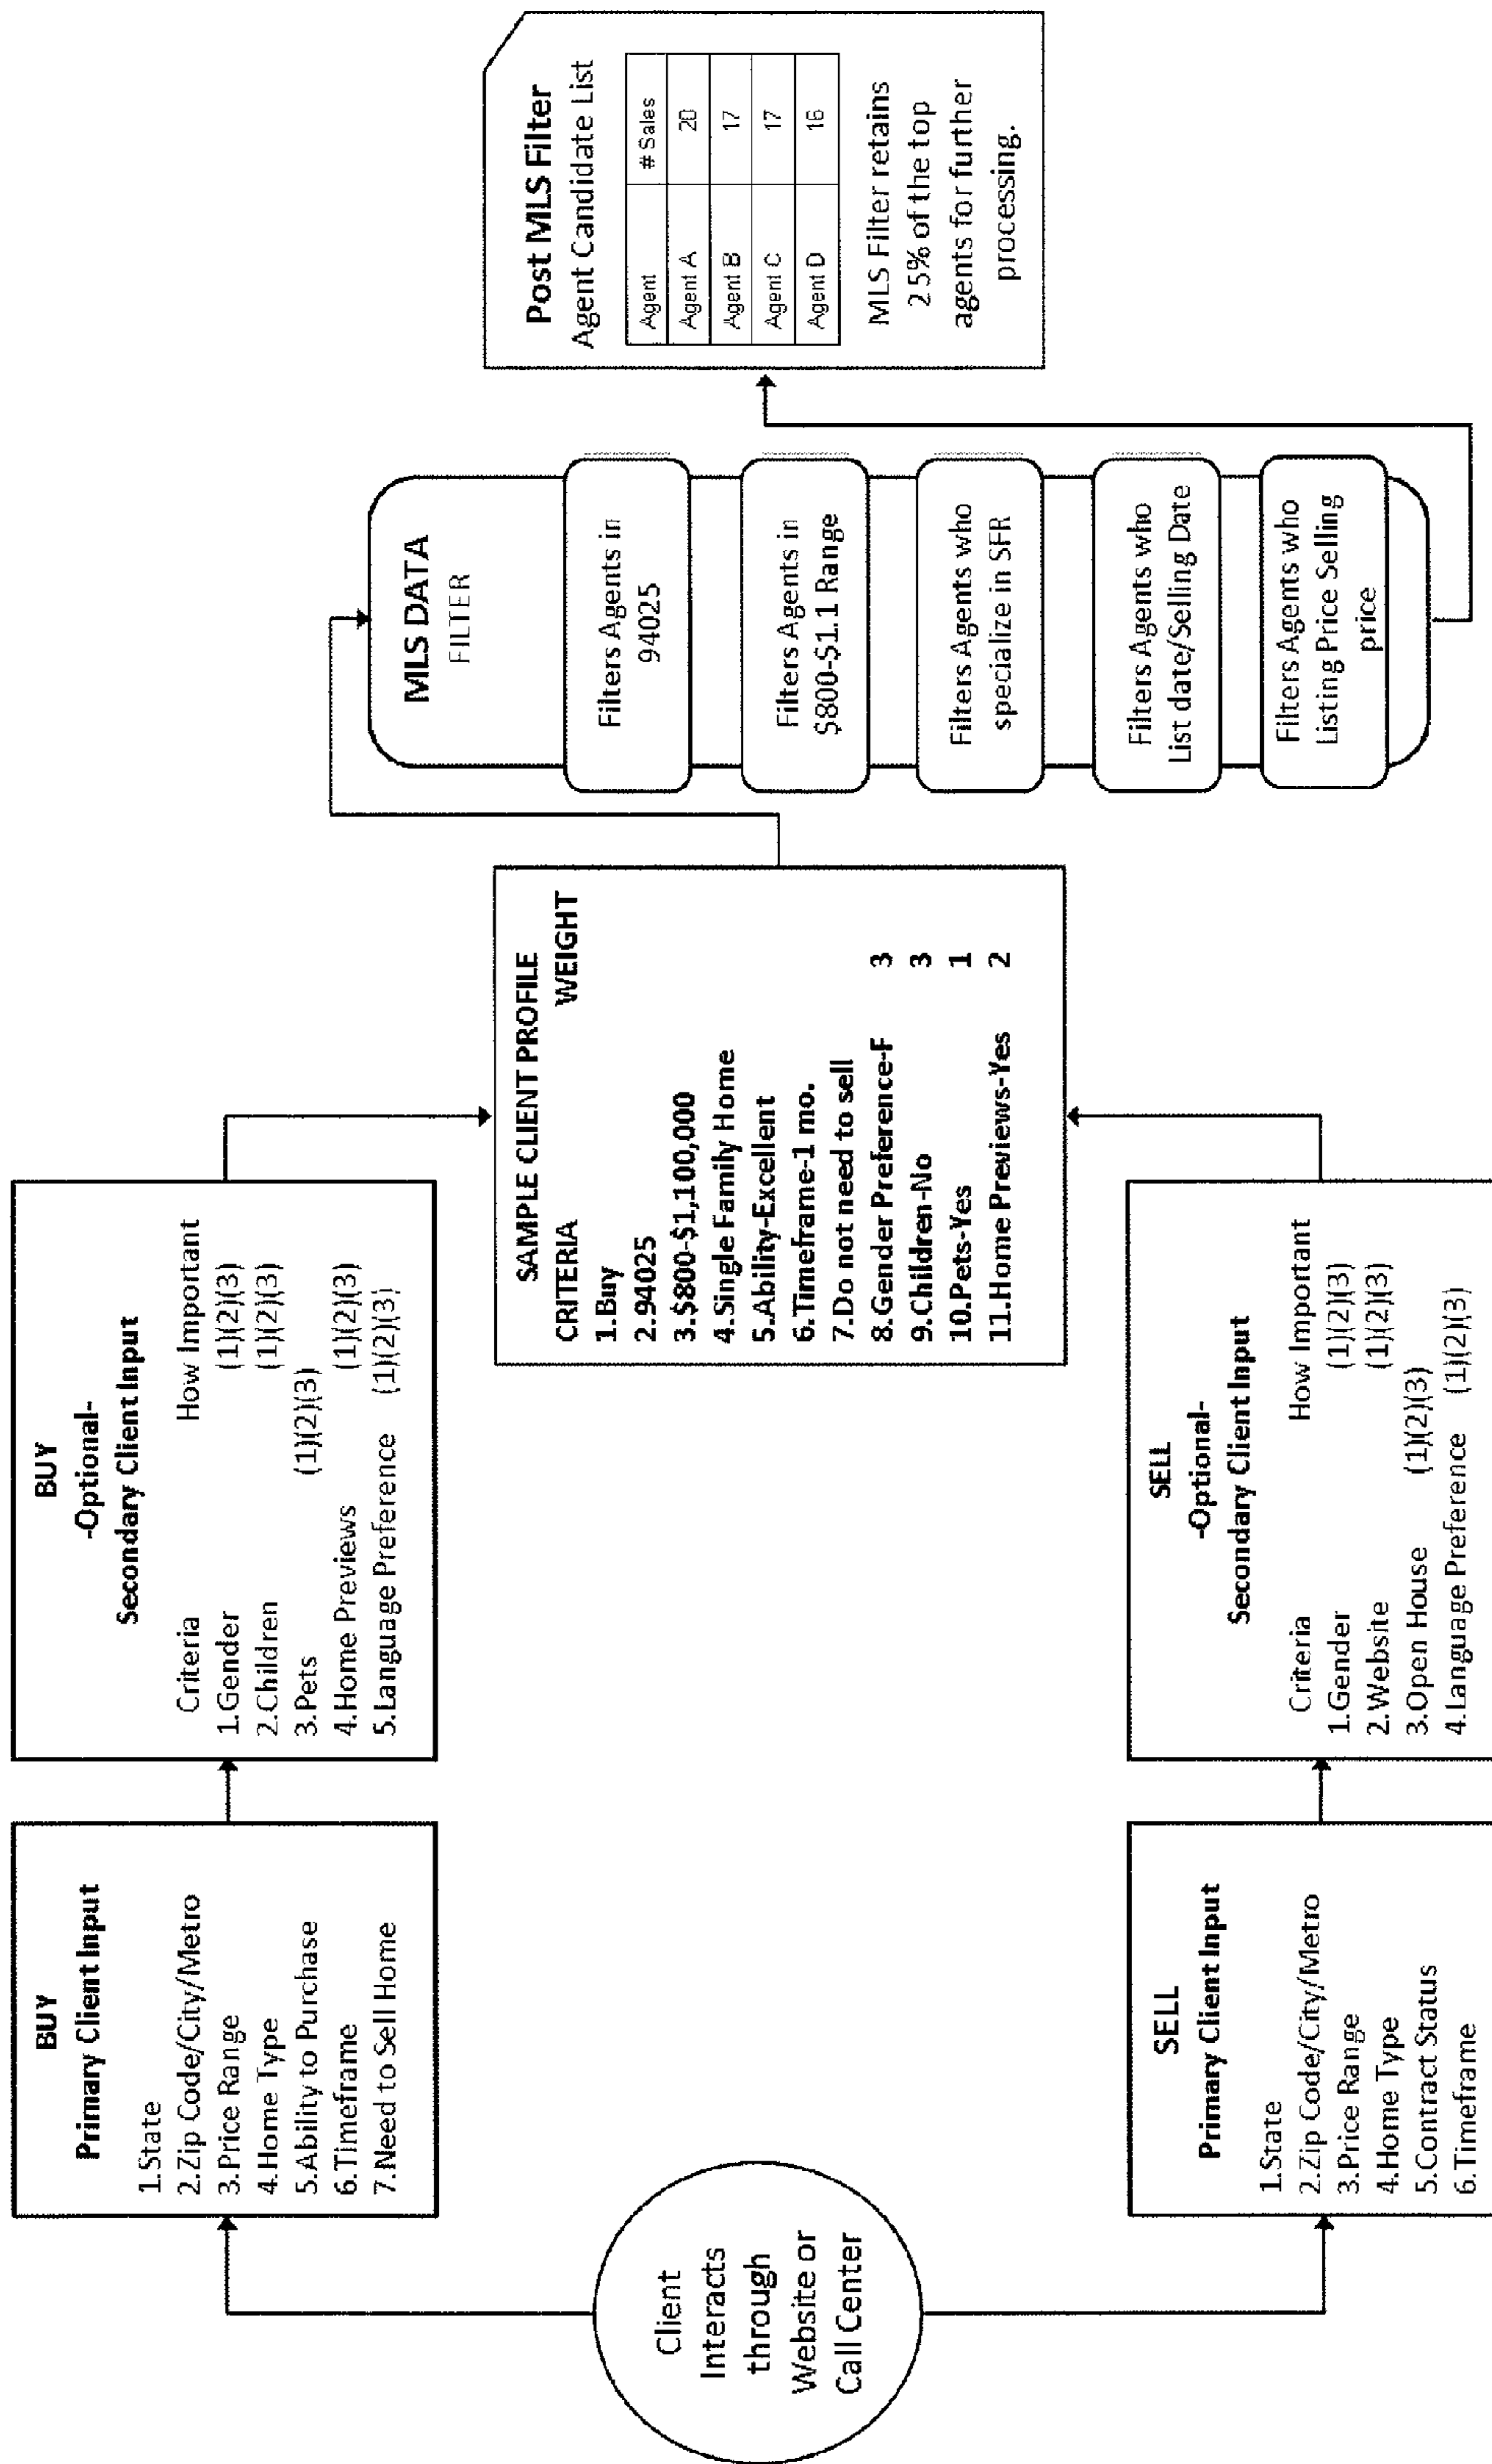 Client
Interacts
through
Website or
Call Center
BUY
Primary Client Input
1.State
2.Zip Code/City/Metro
3.Price Range
4.Home Type
5.Ability to Purchase
6.Timeframe
7.Need to Sell Home
SELL
Primary Client Input
1.State
2.Zip Code/City/Metro
3.Price Range
4.Home Type
5.Contract Status
6.Timeframe
BUY
-Optional-
Secondary Client Input
Criteria How Important
1.Gender (1)(2)(3)
2.Children (1)(2)(3)
3.Pets (1)(2)(3)
4.Home Previews (1)(2)(3)
5.Language Preference (1)(2)(3)
SELL
-Optional-
Secondary Client Input
Criteria How Important
1.Gender (1)(2)(3)
2.Website (1)(2)(3)
3.Open House (1)(2)(3)
4.Language Preference (1)(2)(3)
SAMPLE CLIENT PROFILE
CRITERIA WEIGHT
1.Buy
2.94025
3.$800-$1,100,000
4.Single Family Home
5.Ability-Excellent
6.Timeframe-1 mo.
7.Do not need to sell
8.Gender Preference-F 3
9.Children-No 3
10.Pets-Yes 1
11.Home Previews-Yes 2
MLS DATA
FILTER
Filters Agents in
94025
Filters Agents in
$800-$1.1 Range
Filters Agents who
specialize in SFR
Filters Agents who
List date/Selling Date
Filters Agents who
Listing Price Selling
price
Post MLS Filter
Agent Candidate List
Agent # Sales
Agent A 20
Agent B 17
Agent C 17
Agent D 16
MLS Filter retains
25% of the top
agents for further
processing.